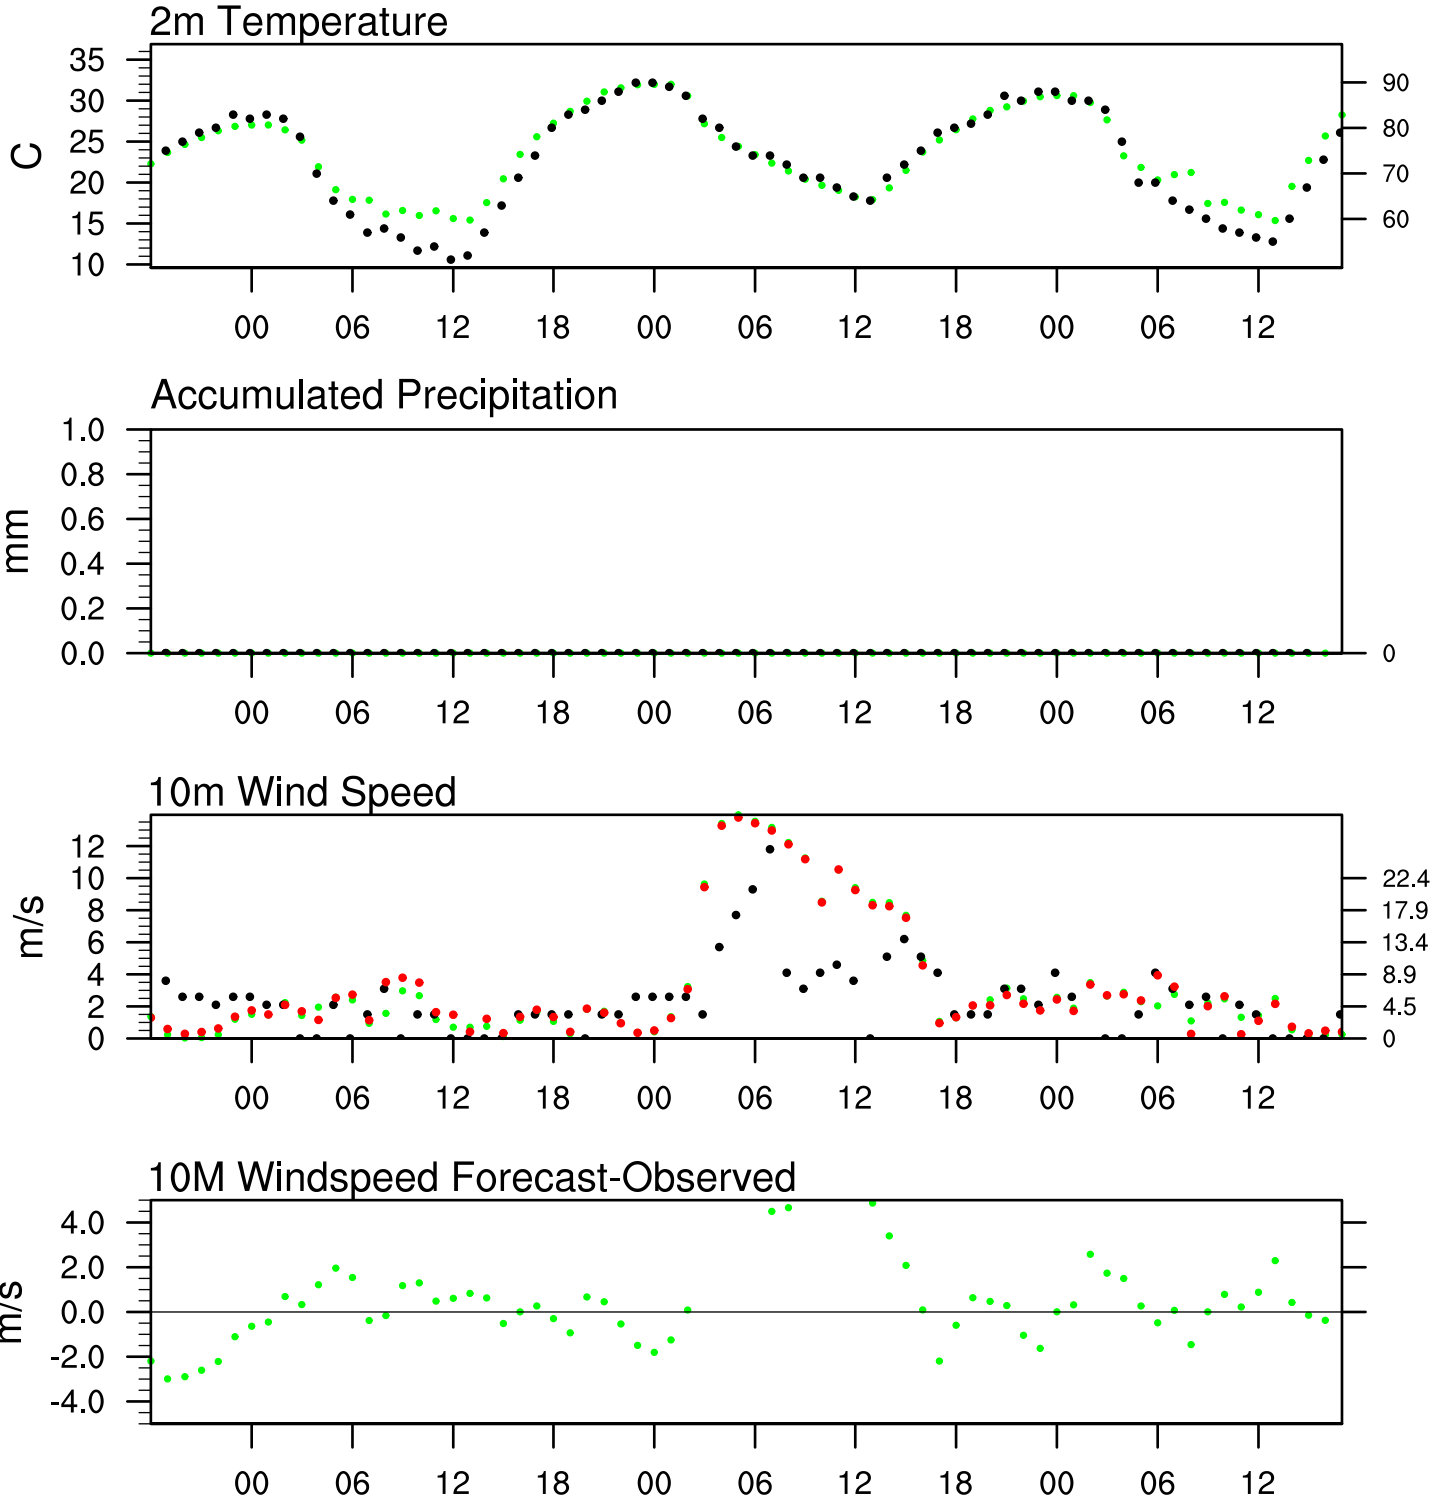 2m Temperature
35
30
25
20
15
10
C
90
80
70
60
00 06 12 18 00 06 12 18 00 06 12
Accumulated Precipitation
1.0
0.8
0.6
0.4
0.2
0.0
mm
0
00 06 12 18 00 06 12 18 00 06 12
10m Wind Speed
12
10
8
6
4
2
0
m/s
22.4
17.9
13.4
8.9
4.5
0
00 06 12 18 00 06 12 18 00 06 12
10M Windspeed Forecast-Observed
4.0
2.0
0.0
-2.0
-4.0
m/s
00 06 12 18 00 06 12 18 00 06 12